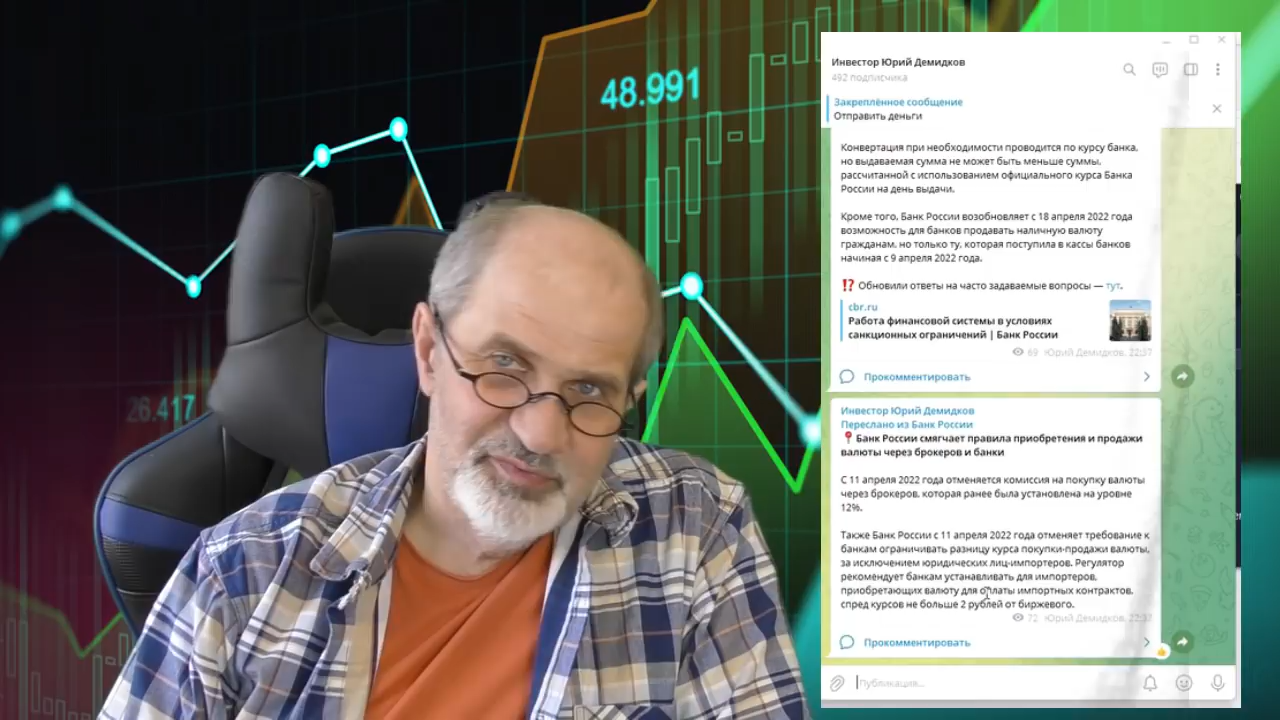 48.991
26.417
Инвестор Юрий Демидков
492 подписчика
Закреплённое сообщение
Отправить деньги
Конвертация при необходимости проводится по курсу банка,
но выдаваемая сумма не может быть меньше суммы,
рассчитанной с использованием официального курса Банка
России на день выдачи.
Кроме того, Банк России возобновляет с 18 апреля 2022 года
возможность для банков продавать наличную валюту
гражданам, но только ту, которая поступила в кассы банков
начиная с 9 апреля 2022 года.
⁉️ Обновили ответы на часто задаваемые вопросы — тут.
cbr.ru
Работа финансовой системы в условиях
санкционных ограничений | Банк России
69 Юрий Демидков, 22:37
Прокомментировать
Инвестор Юрий Демидков
Переслано из Банк России
📍Банк России смягчает правила приобретения и продажи
валюты через брокеров и банки
С 11 апреля 2022 года отменяется комиссия на покупку валюты
через брокеров, которая ранее была установлена на уровне
12%.
Также Банк России с 11 апреля 2022 года отменяет требование к
банкам ограничивать разницу курса покупки-продажи валюты,
за исключением юридических лиц-импортеров. Регулятор
рекомендует банкам устанавливать для импортеров,
приобретающих валюту для оплаты импортных контрактов,
спред курсов не больше 2 рублей от биржевого.
72 Юрий Демидков, 22:37
Прокомментировать
Публикация...